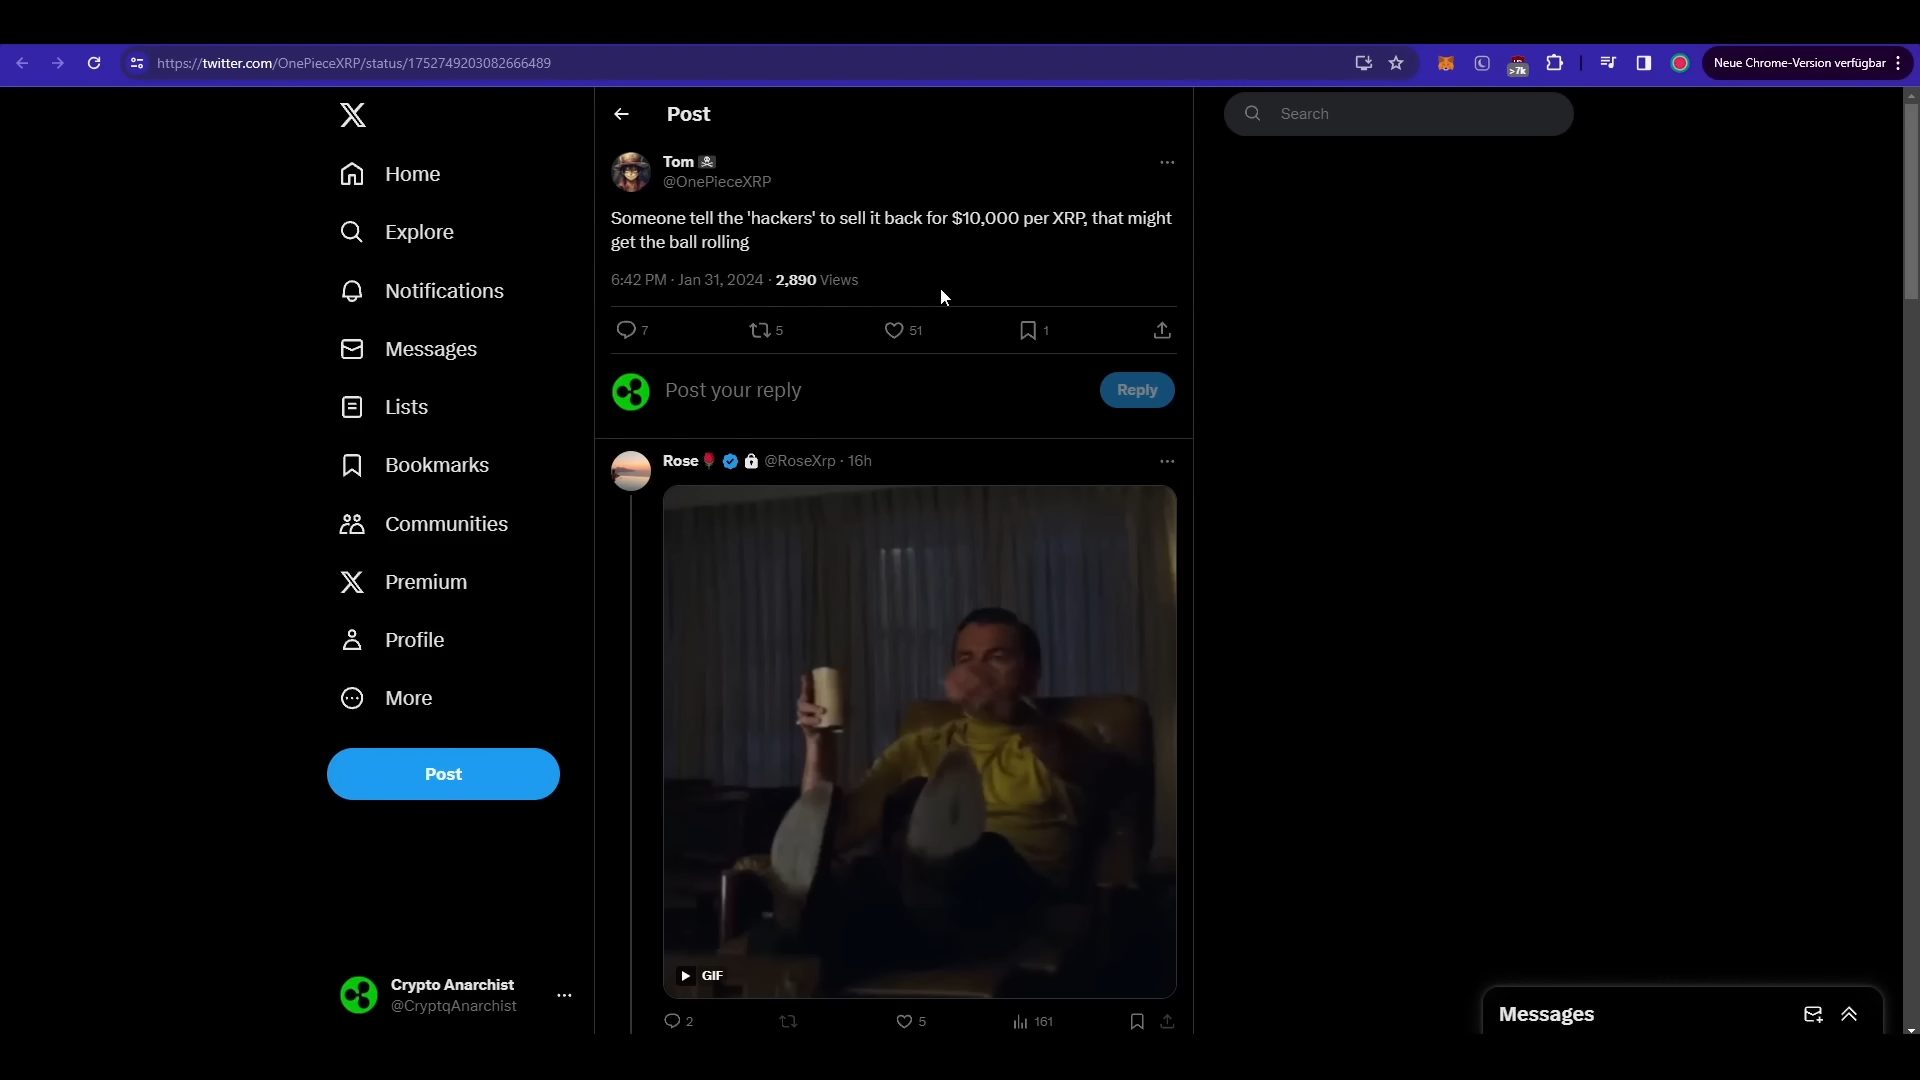 https://twitter.com/OnePieceXRP/status/1752749203082666489
>7k
Neue Chrome-Version verfügbar
Home
Explore
Notifications
Messages
Lists
Bookmarks
Communities
Premium
Profile
More
Post
Crypto Anarchist
@CryptqAnarchist
Post
Tom
@OnePieceXRP
Someone tell the 'hackers' to sell it back for $10,000 per XRP, that might
get the ball rolling
6:42 PM · Jan 31, 2024 · 2,890 Views
7 5 51 1
Post your reply
Reply
Rose @RoseXrp · 16h
GIF
2 5 161
Search
Messages